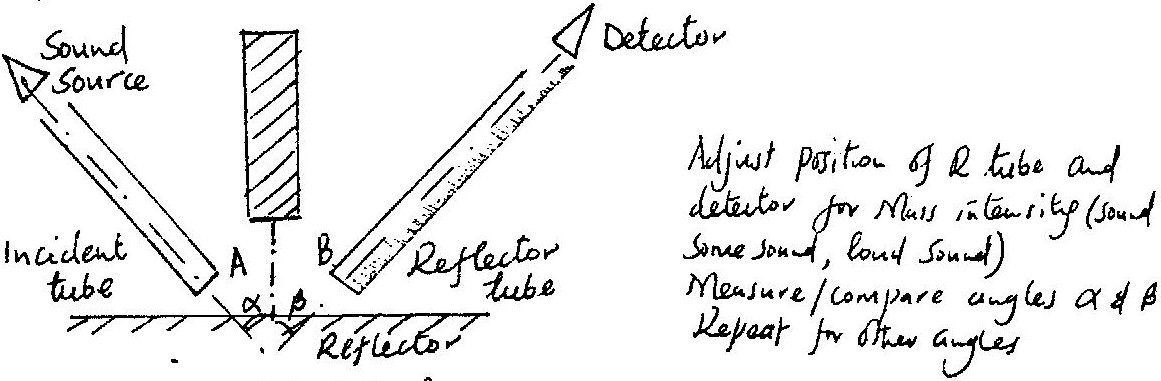 Sound
Source
Detector
Incident
tube
A
B
Reflector
tube
α
β
Reflector
Adjust position of R tube and
detector for intensity (sound
some sound, loud sound)
Measure/compare angles α & β
Repeat for other angles